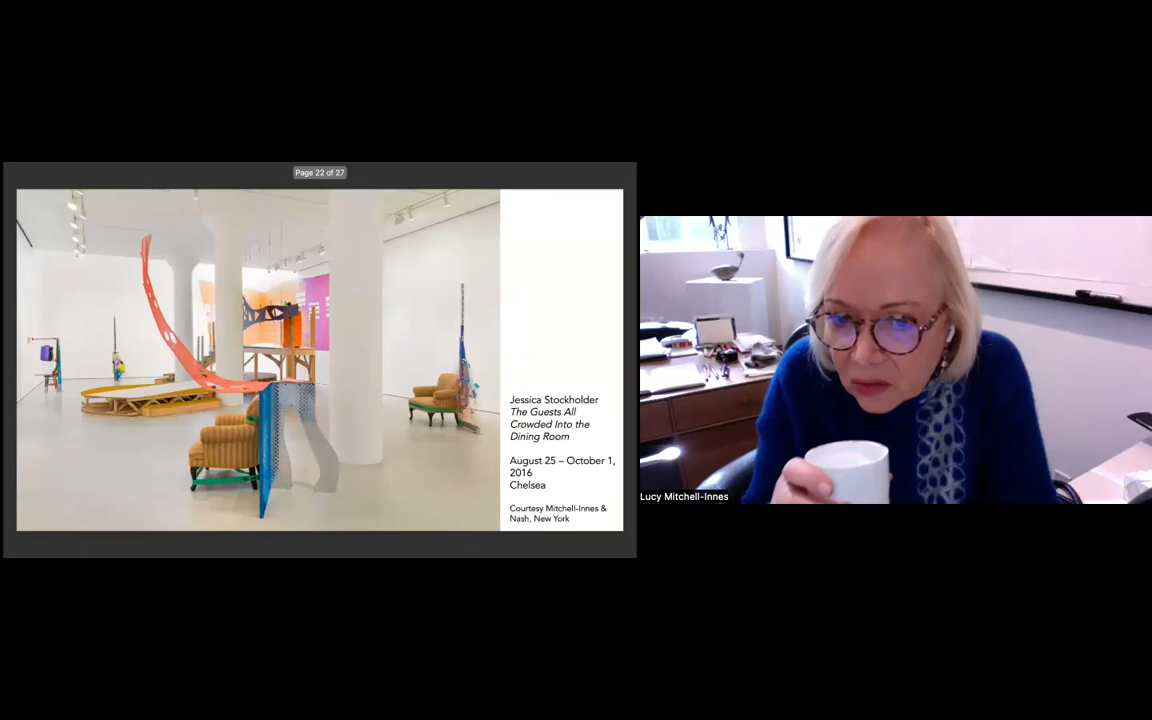 Page 22 of 27
Jessica Stockholder
The Guests All
Crowded Into the
Dining Room
August 25 – October 1,
2016
Chelsea
Courtesy Mitchell-Innes &
Nash, New York
Lucy Mitchell-Innes